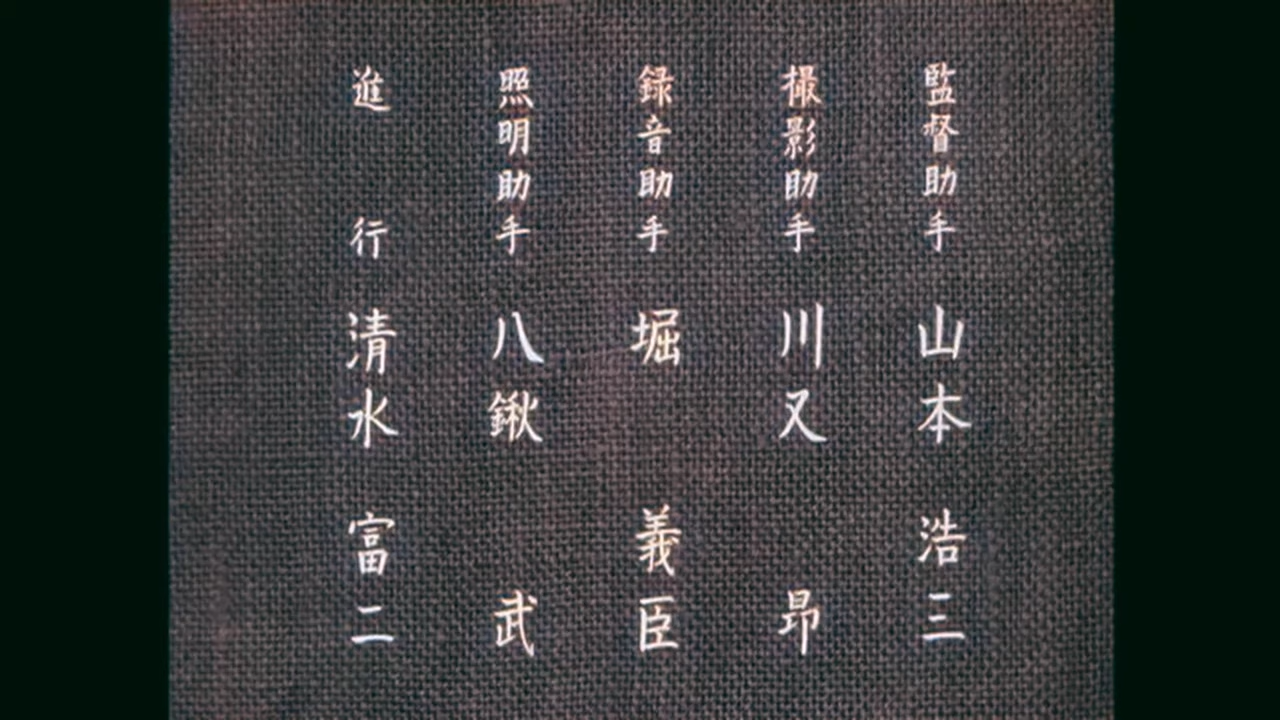 監督助手 山本浩三
撮影助手 川又昂
録音助手 堀義臣
照明助手 八鍬武
進行 清水富二